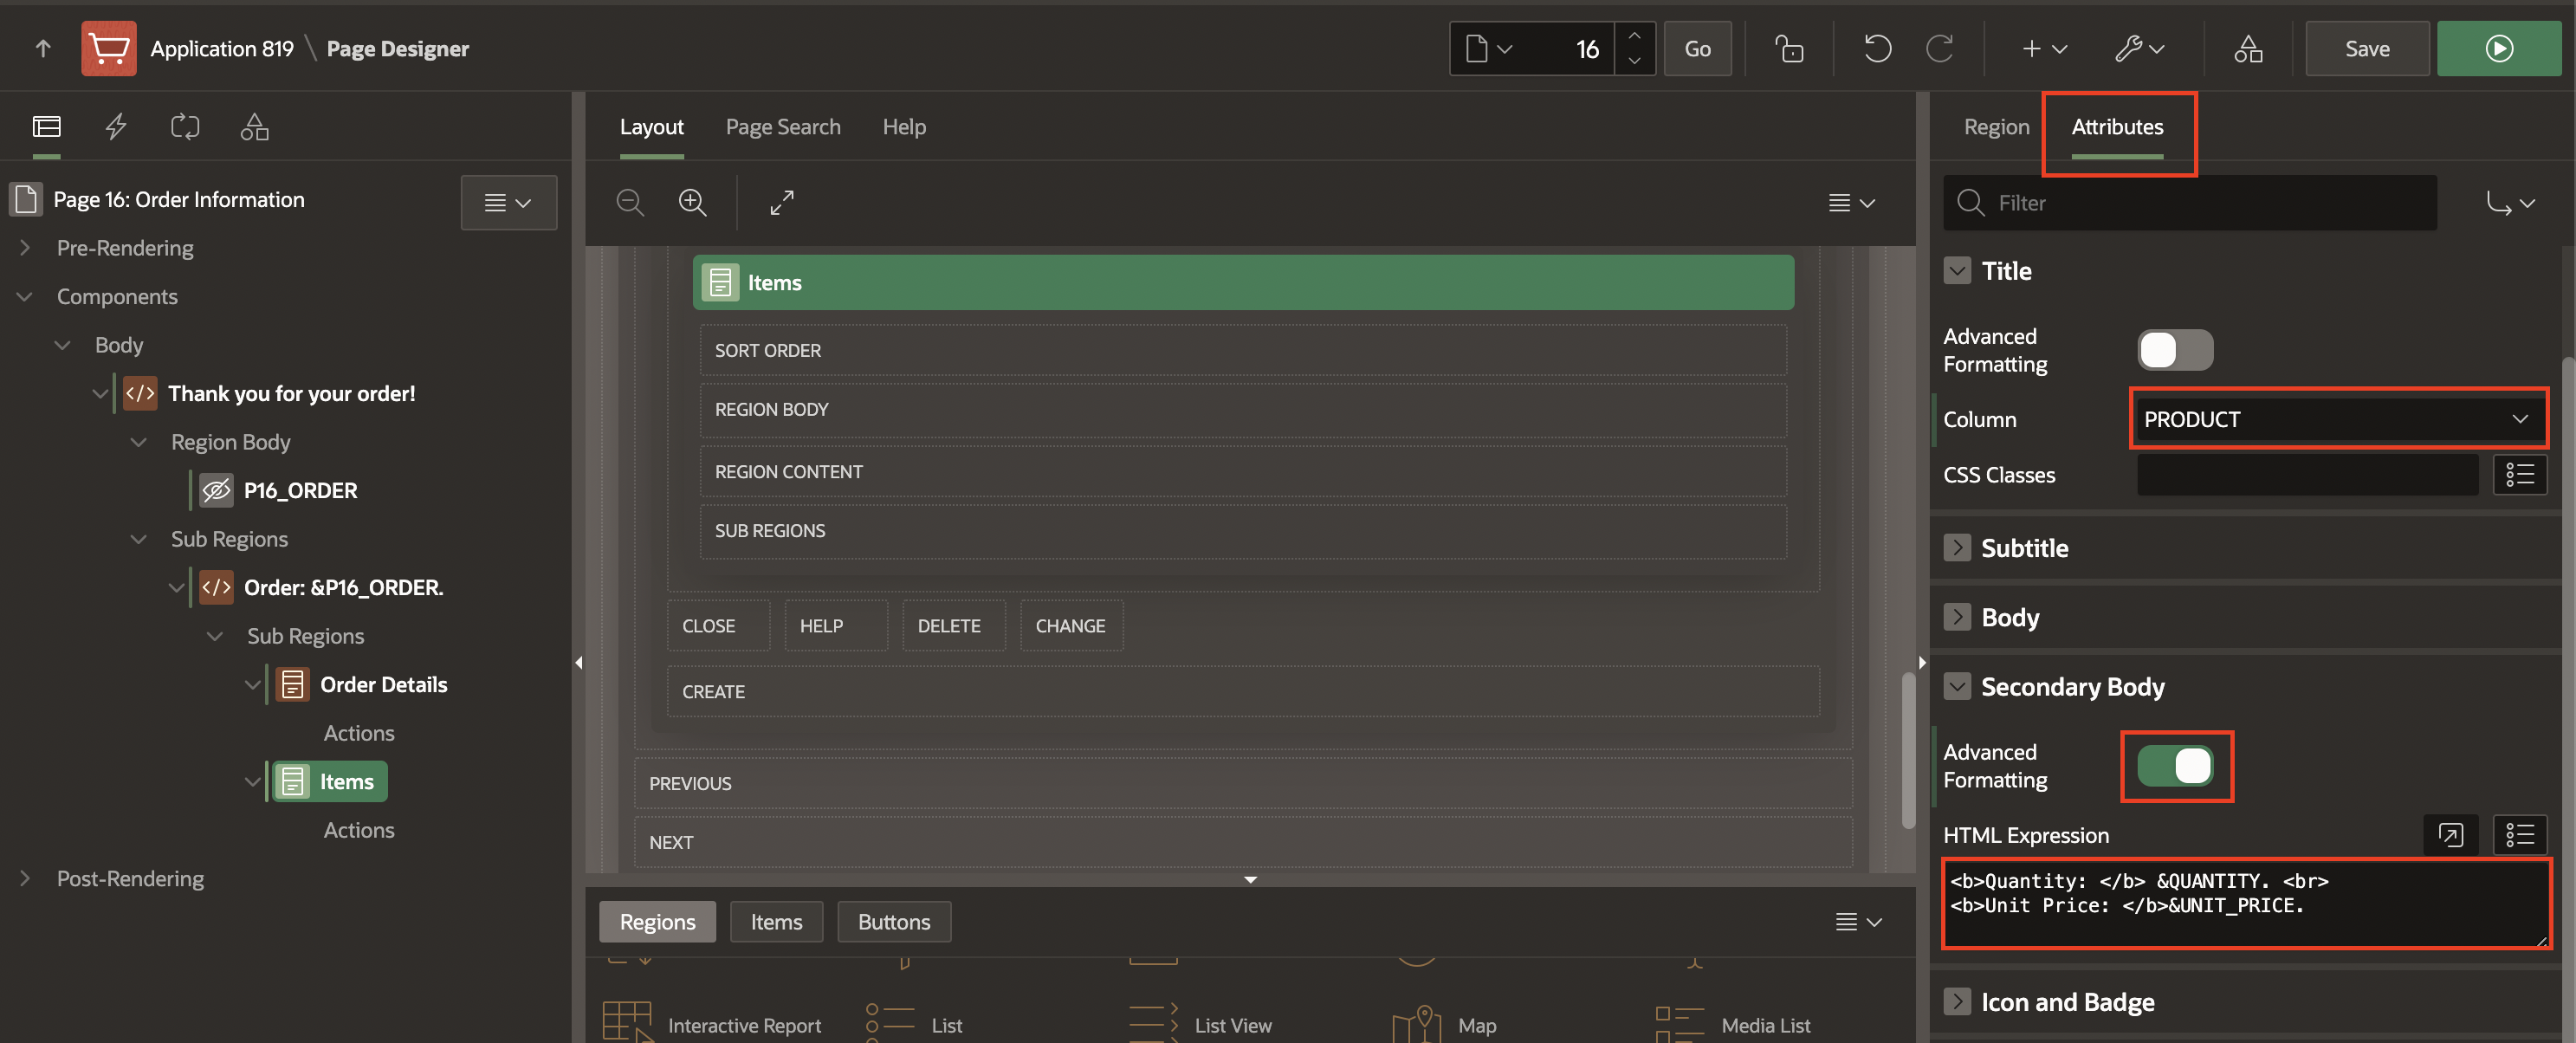 Application 819 \ Page Designer
16
Go
Save
Layout
Page Search
Help
Region
Attributes
Page 16: Order Information
Pre-Rendering
Components
Body
Thank you for your order!
Region Body
P16_ORDER
Sub Regions
Order: &P16_ORDER.
Sub Regions
Order Details
Actions
Items
Actions
Post-Rendering
Items
SORT ORDER
REGION BODY
REGION CONTENT
SUB REGIONS
CLOSE
HELP
DELETE
CHANGE
CREATE
PREVIOUS
NEXT
Regions
Items
Buttons
Interactive Report
List
List View
Map
Media List
Filter
Title
Advanced
Formatting
Column
PRODUCT
CSS Classes
Subtitle
Body
Secondary Body
Advanced
Formatting
HTML Expression
<b>Quantity: </b> &QUANTITY. <br>
<b>Unit Price: </b>&UNIT_PRICE.
Icon and Badge